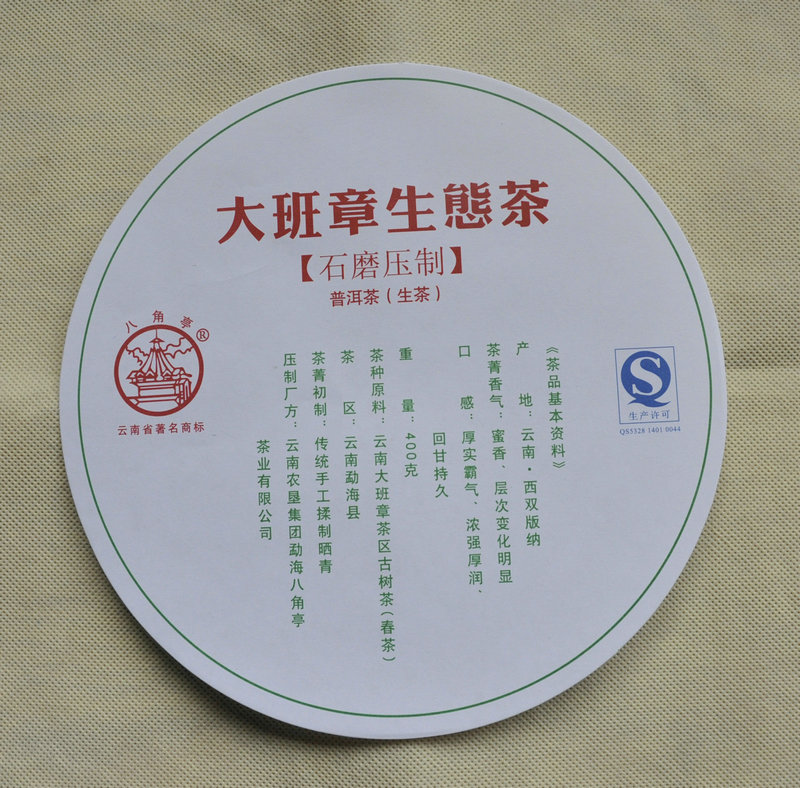 大班章生態茶
【石磨压制】
普洱茶（生茶）
《茶品基本资料》
产 地：云南·西双版纳
茶菁香气：蜜香、层次变化明显
口 感：厚实霸气、浓强厚润、
回甘持久
重 量：400克
茶种原料：云南大班章茶区古树茶（春茶）
茶 区：云南勐海县
茶菁初制：传统手工揉制晒青
压制厂方：云南农垦集团勐海八角亭
茶业有限公司
八角亭®
云南省著名商标
QS
生产许可
QS5328 1401 0044